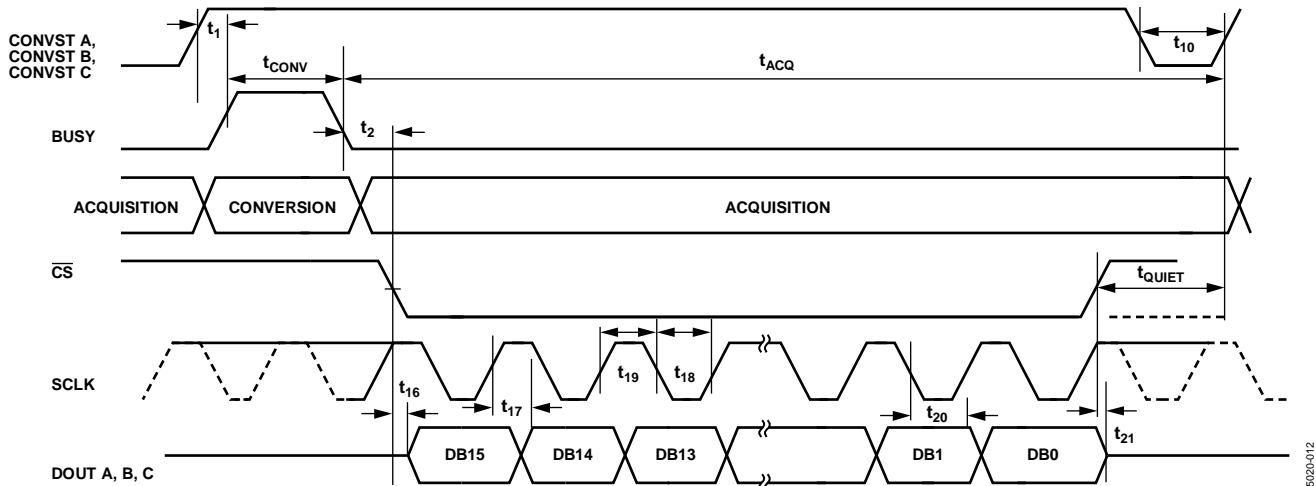 CONVST A,
CONVST B,
CONVST C
t1
t10
tCONV
tACQ
BUSY
t2
ACQUISITION
CONVERSION
ACQUISITION
CS
tQUIET
SCLK
t16
t17
t19
t18
t20
t21
DOUT A, B, C
DB15
DB14
DB13
DB1
DB0
5020-012